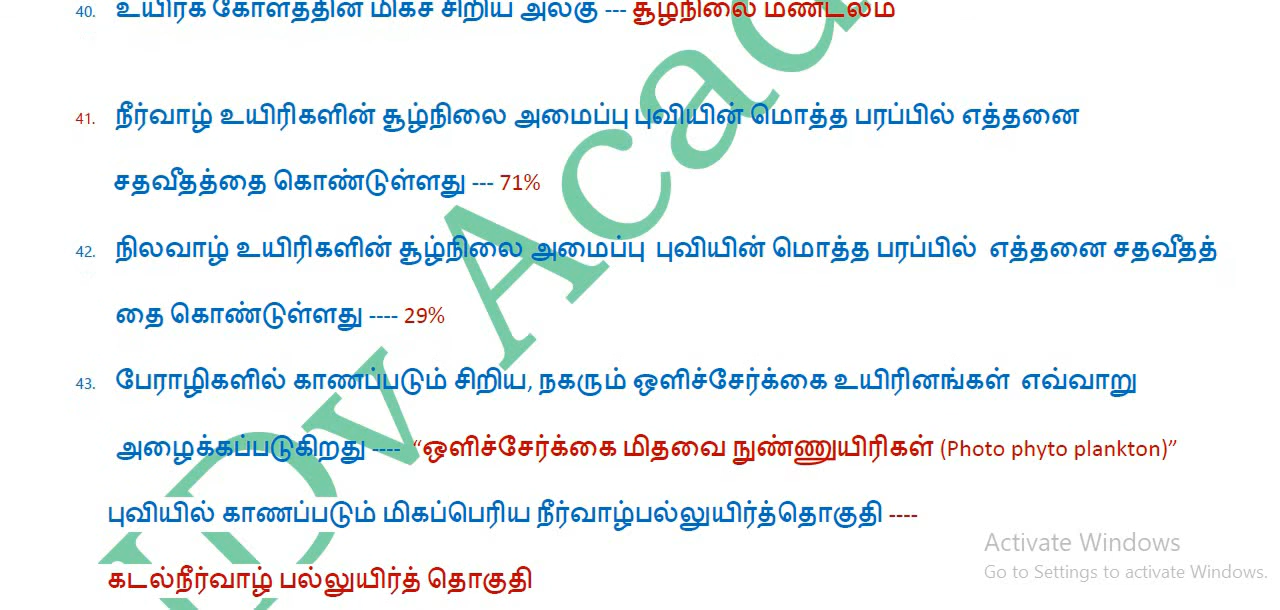 40. உயிர்க் கோளத்தின் மிகச் சிறிய அலகு --- சூழ்நிலை மண்டலம்
41. நீர்வாழ் உயிரிகளின் சூழ்நிலை அமைப்பு புவியின் மொத்த பரப்பில் எத்தனை
சதவீதத்தை கொண்டுள்ளது --- 71%
42. நிலவாழ் உயிரிகளின் சூழ்நிலை அமைப்பு புவியின் மொத்த பரப்பில் எத்தனை சதவீதத்
தை கொண்டுள்ளது ---- 29%
43. பேராழிகளில் காணப்படும் சிறிய, நகரும் ஒளிச்சேர்க்கை உயிரினங்கள் எவ்வாறு
அழைக்கப்படுகிறது ---- “ஒளிச்சேர்க்கை மிதவை நுண்ணுயிரிகள் (Photo phyto plankton)”
புவியில் காணப்படும் மிகப்பெரிய நீர்வாழ்பல்லுயிர்த்தொகுதி ----
கடல்நீர்வாழ் பல்லுயிர்த் தொகுதி
Activate Windows
Go to Settings to activate Windows.